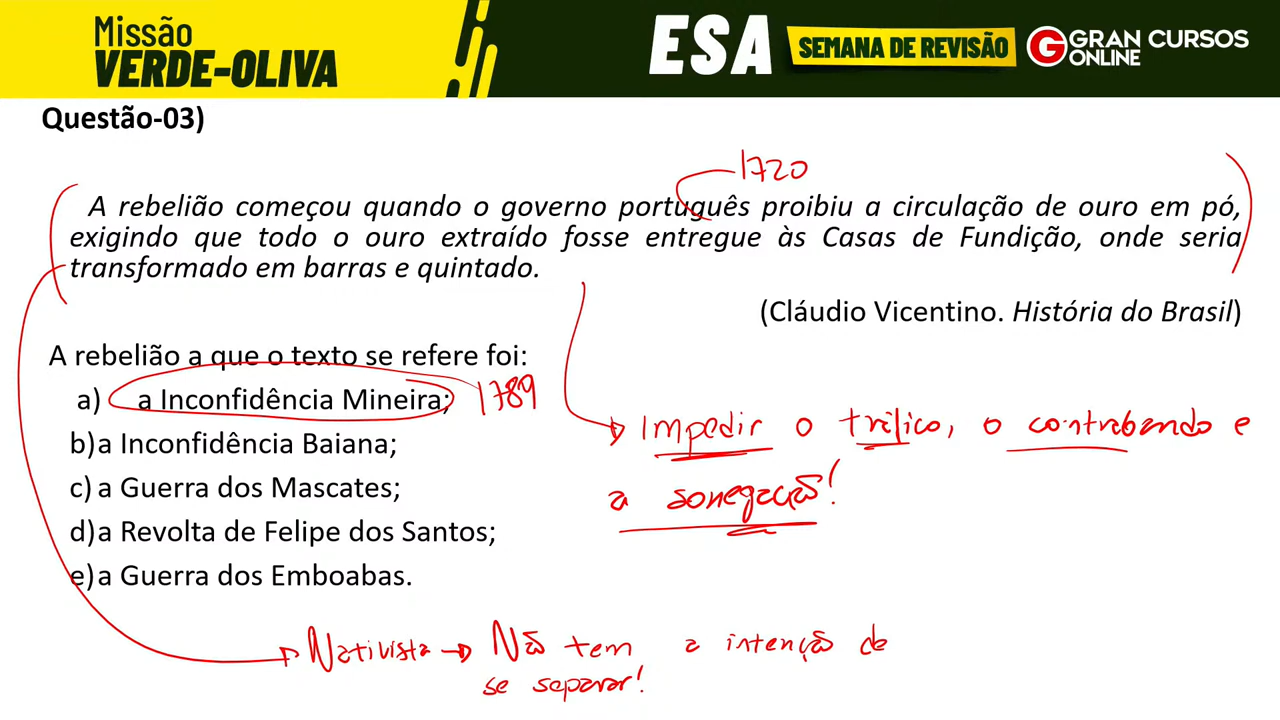 Missão
VERDE-OLIVA
ESA
SEMANA DE REVISÃO
GRAN CURSOS
ONLINE
Questão-03)
1720
A rebelião começou quando o governo português proibiu a circulação de ouro em pó,
exigindo que todo o ouro extraído fosse entregue às Casas de Fundição, onde seria
transformado em barras e quintado.
(Cláudio Vicentino. História do Brasil)
A rebelião a que o texto se refere foi:
a) a Inconfidência Mineira; 1789
b) a Inconfidência Baiana;
c) a Guerra dos Mascates;
d) a Revolta de Felipe dos Santos;
e) a Guerra dos Emboabas.
Impedir o tráfico, o contrabando e
a sonegação!
Nativista → Não tem a intenção de
se separar!